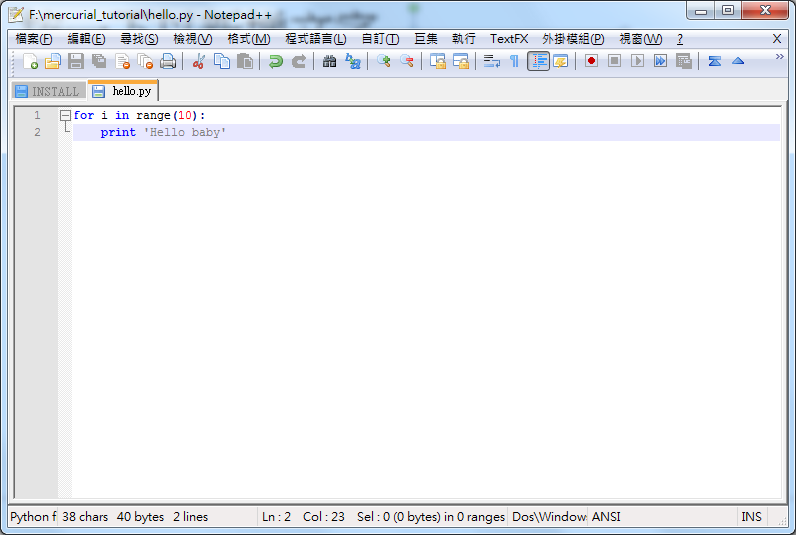 F:\mercurial_tutorial\hello.py - Notepad++
檔案(F) 編輯(E) 尋找(S) 檢視(V) 格式(M) 程式語言(L) 自訂(T) 巨集 執行 TextFX 外掛模組(P) 視窗(W) ? X
INSTALL hello.py
1 for i in range(10):
2 print 'Hello baby'
Python f 38 chars 40 bytes 2 lines Ln : 2 Col : 23 Sel : 0 (0 bytes) in 0 ranges Dos\Window ANSI INS